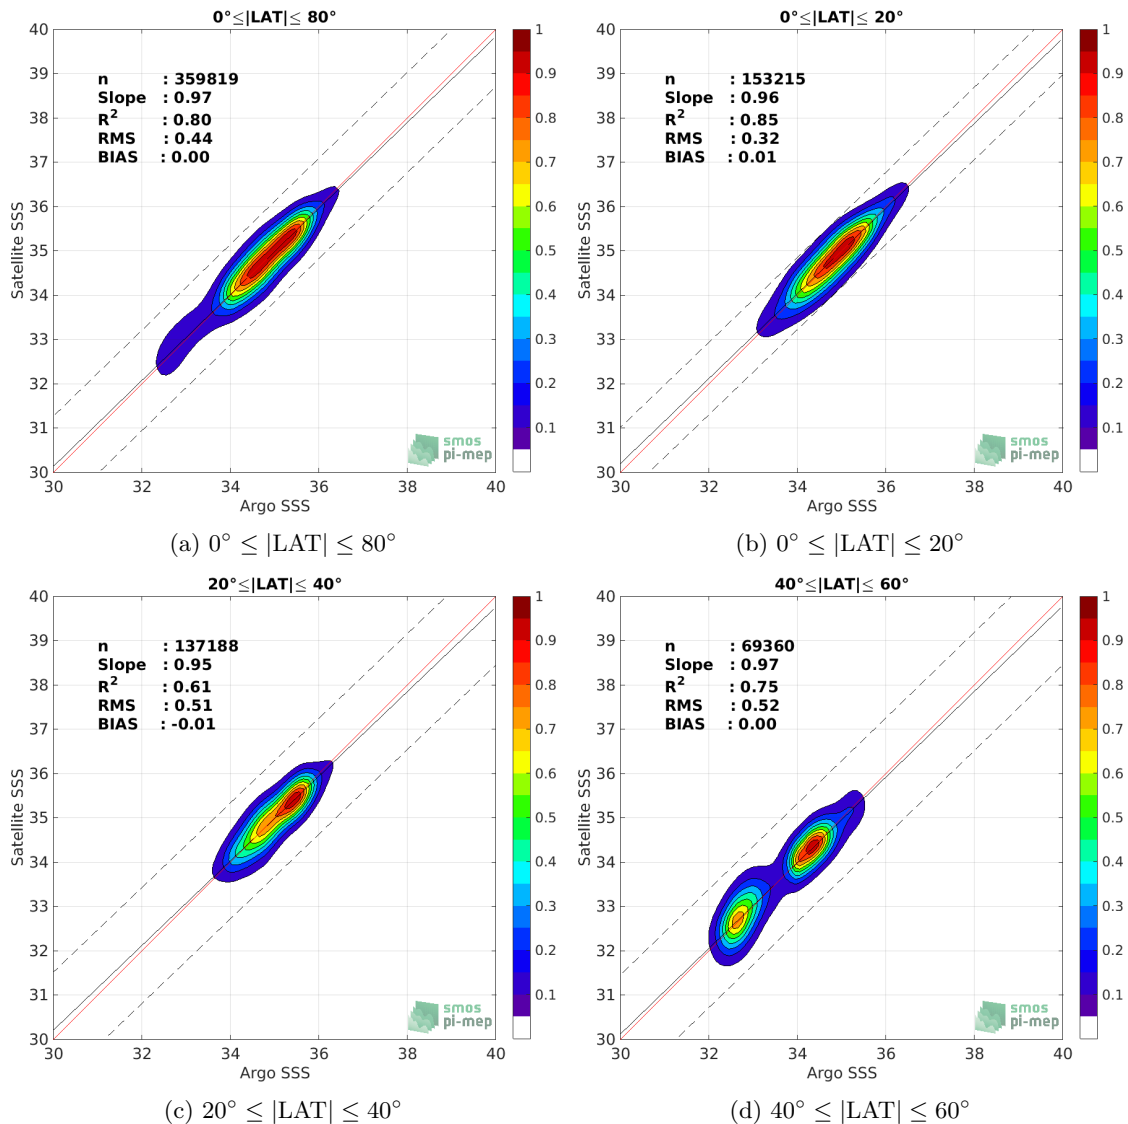 0°≤|LAT|≤ 80°
n : 359819
Slope : 0.97
R² : 0.80
RMS : 0.44
BIAS : 0.00
Satellite SSS
40
39
38
37
36
35
34
33
32
31
30
30 32 34 36 38 40
Argo SSS
1
0.9
0.8
0.7
0.6
0.5
0.4
0.3
0.2
0.1
smos
pi-mep
(a) 0° ≤ |LAT| ≤ 80°
0°≤|LAT|≤ 20°
n : 153215
Slope : 0.96
R² : 0.85
RMS : 0.32
BIAS : 0.01
Satellite SSS
40
39
38
37
36
35
34
33
32
31
30
30 32 34 36 38 40
Argo SSS
1
0.9
0.8
0.7
0.6
0.5
0.4
0.3
0.2
0.1
smos
pi-mep
(b) 0° ≤ |LAT| ≤ 20°
20°≤|LAT|≤ 40°
n : 137188
Slope : 0.95
R² : 0.61
RMS : 0.51
BIAS : -0.01
Satellite SSS
40
39
38
37
36
35
34
33
32
31
30
30 32 34 36 38 40
Argo SSS
1
0.9
0.8
0.7
0.6
0.5
0.4
0.3
0.2
0.1
smos
pi-mep
(c) 20° ≤ |LAT| ≤ 40°
40°≤|LAT|≤ 60°
n : 69360
Slope : 0.97
R² : 0.75
RMS : 0.52
BIAS : 0.00
Satellite SSS
40
39
38
37
36
35
34
33
32
31
30
30 32 34 36 38 40
Argo SSS
1
0.9
0.8
0.7
0.6
0.5
0.4
0.3
0.2
0.1
smos
pi-mep
(d) 40° ≤ |LAT| ≤ 60°